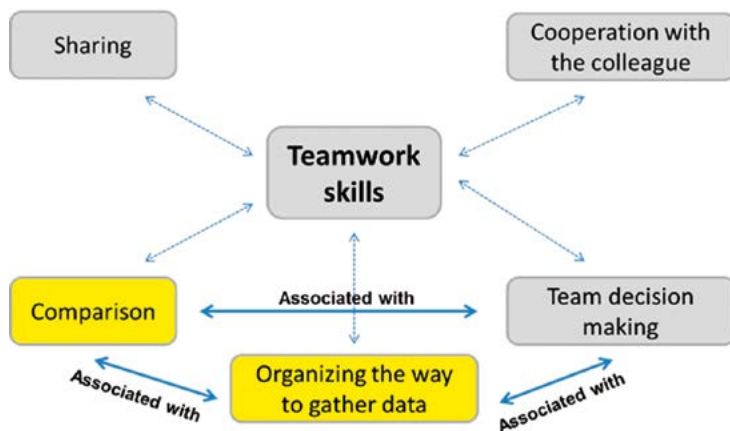 Sharing
Cooperation with
the colleague
Teamwork
skills
Comparison
Associated with
Team decision
making
Associated with
Organizing the way
to gather data
Associated with